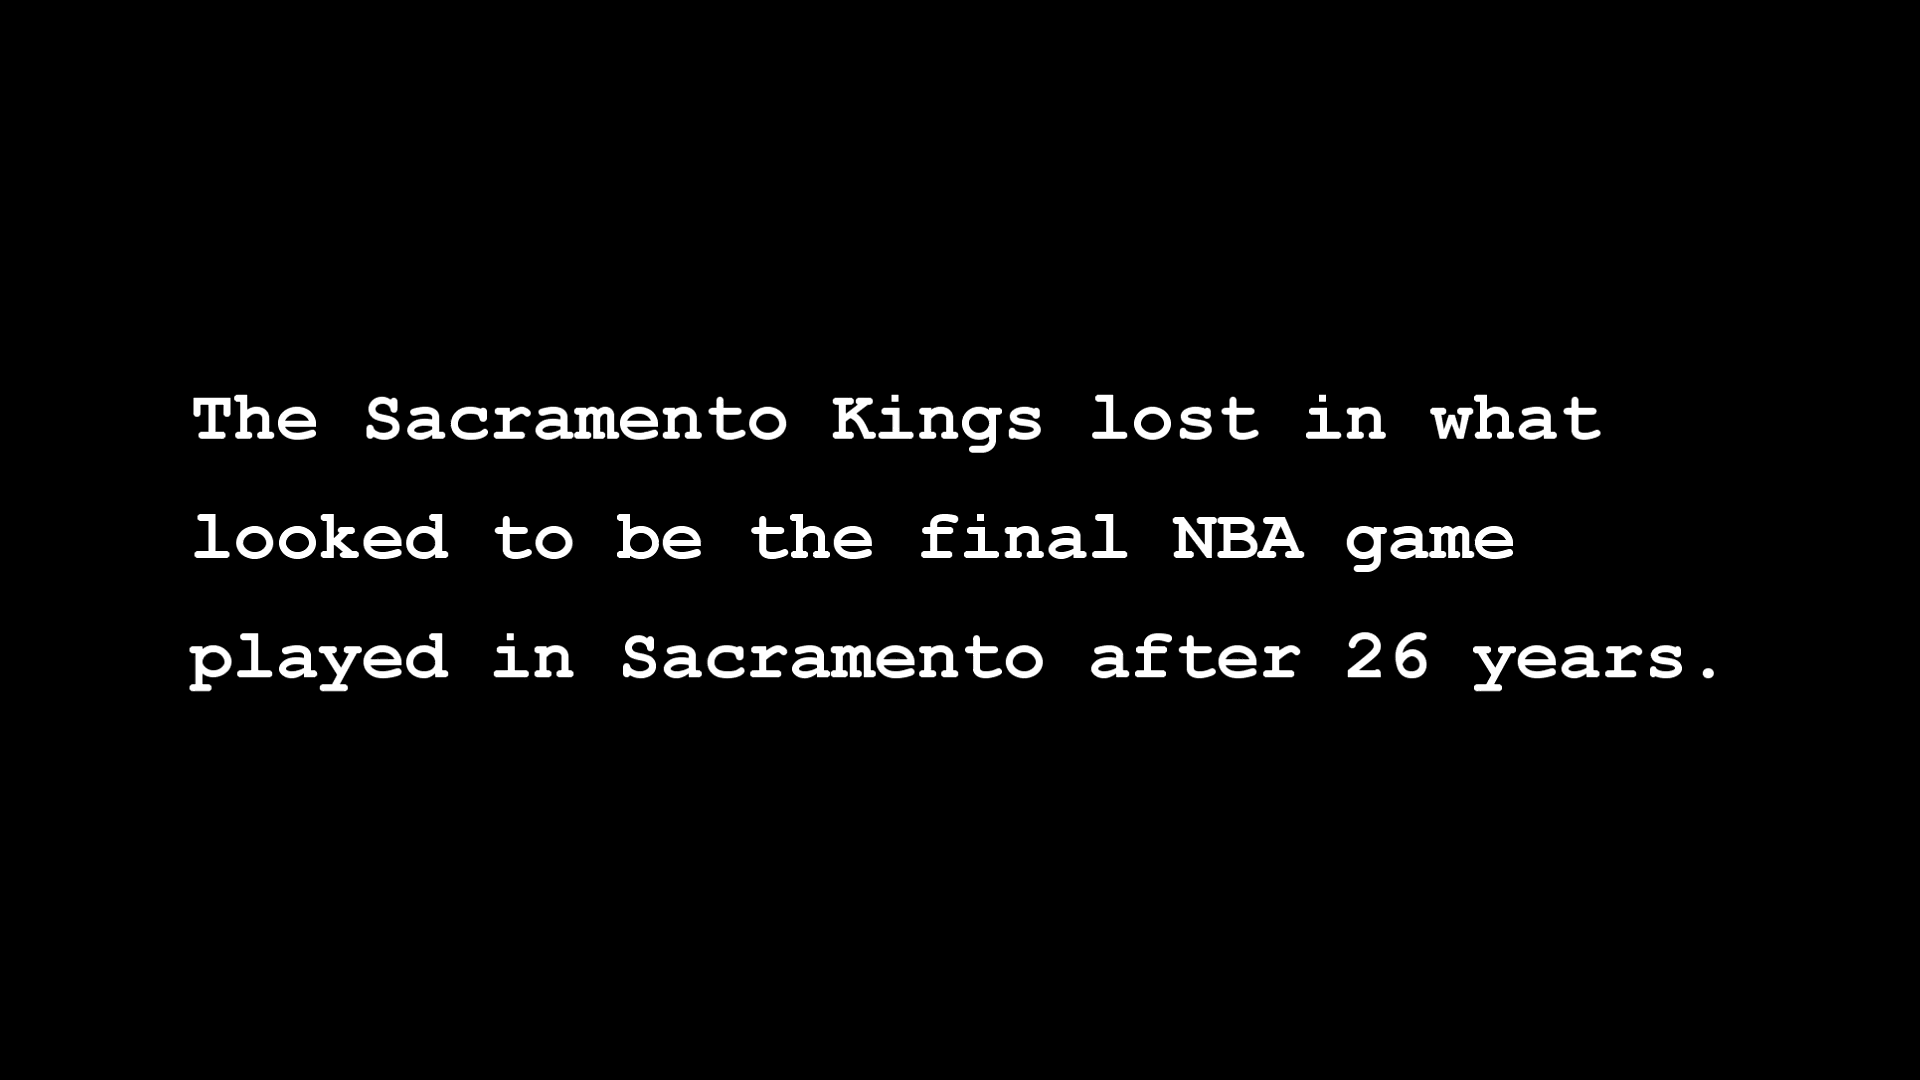 The Sacramento Kings lost in what
looked to be the final NBA game
played in Sacramento after 26 years.